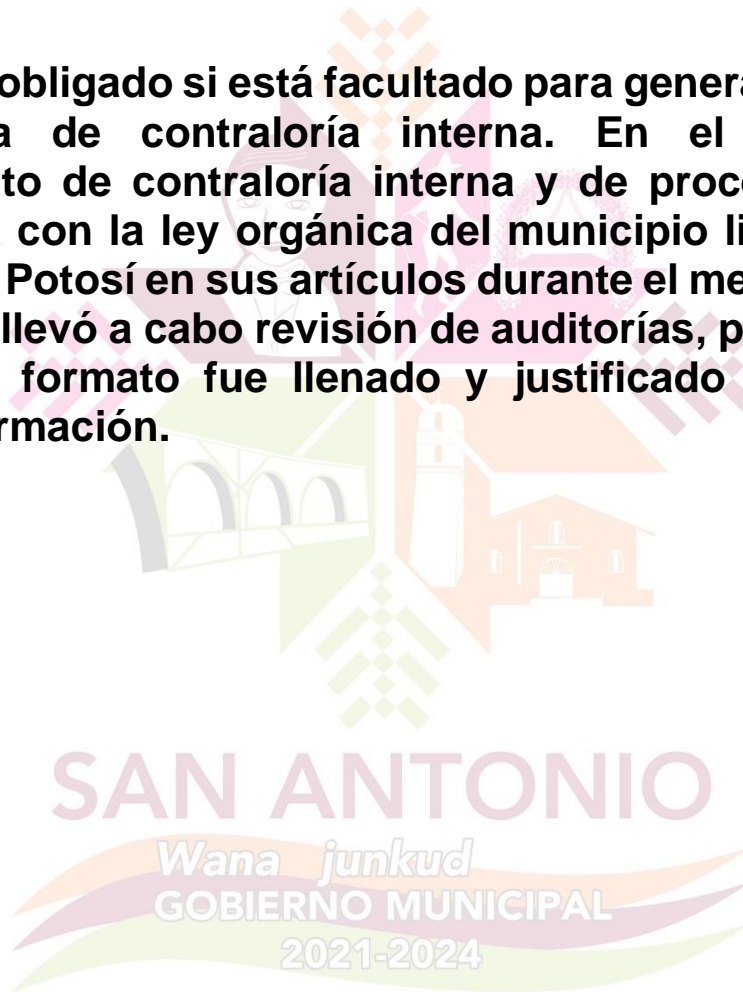 obligado si está facultado para genera
a de contraloría interna. En el
to de contraloría interna y de proc
con la ley orgánica del municipio li
Potosí en sus artículos durante el me
llevó a cabo revisión de auditorías, p
formato fue llenado y justificado
rmación.
SAN ANTONIO
Wana junkud
GOBIERNO MUNICIPAL
2021-2024